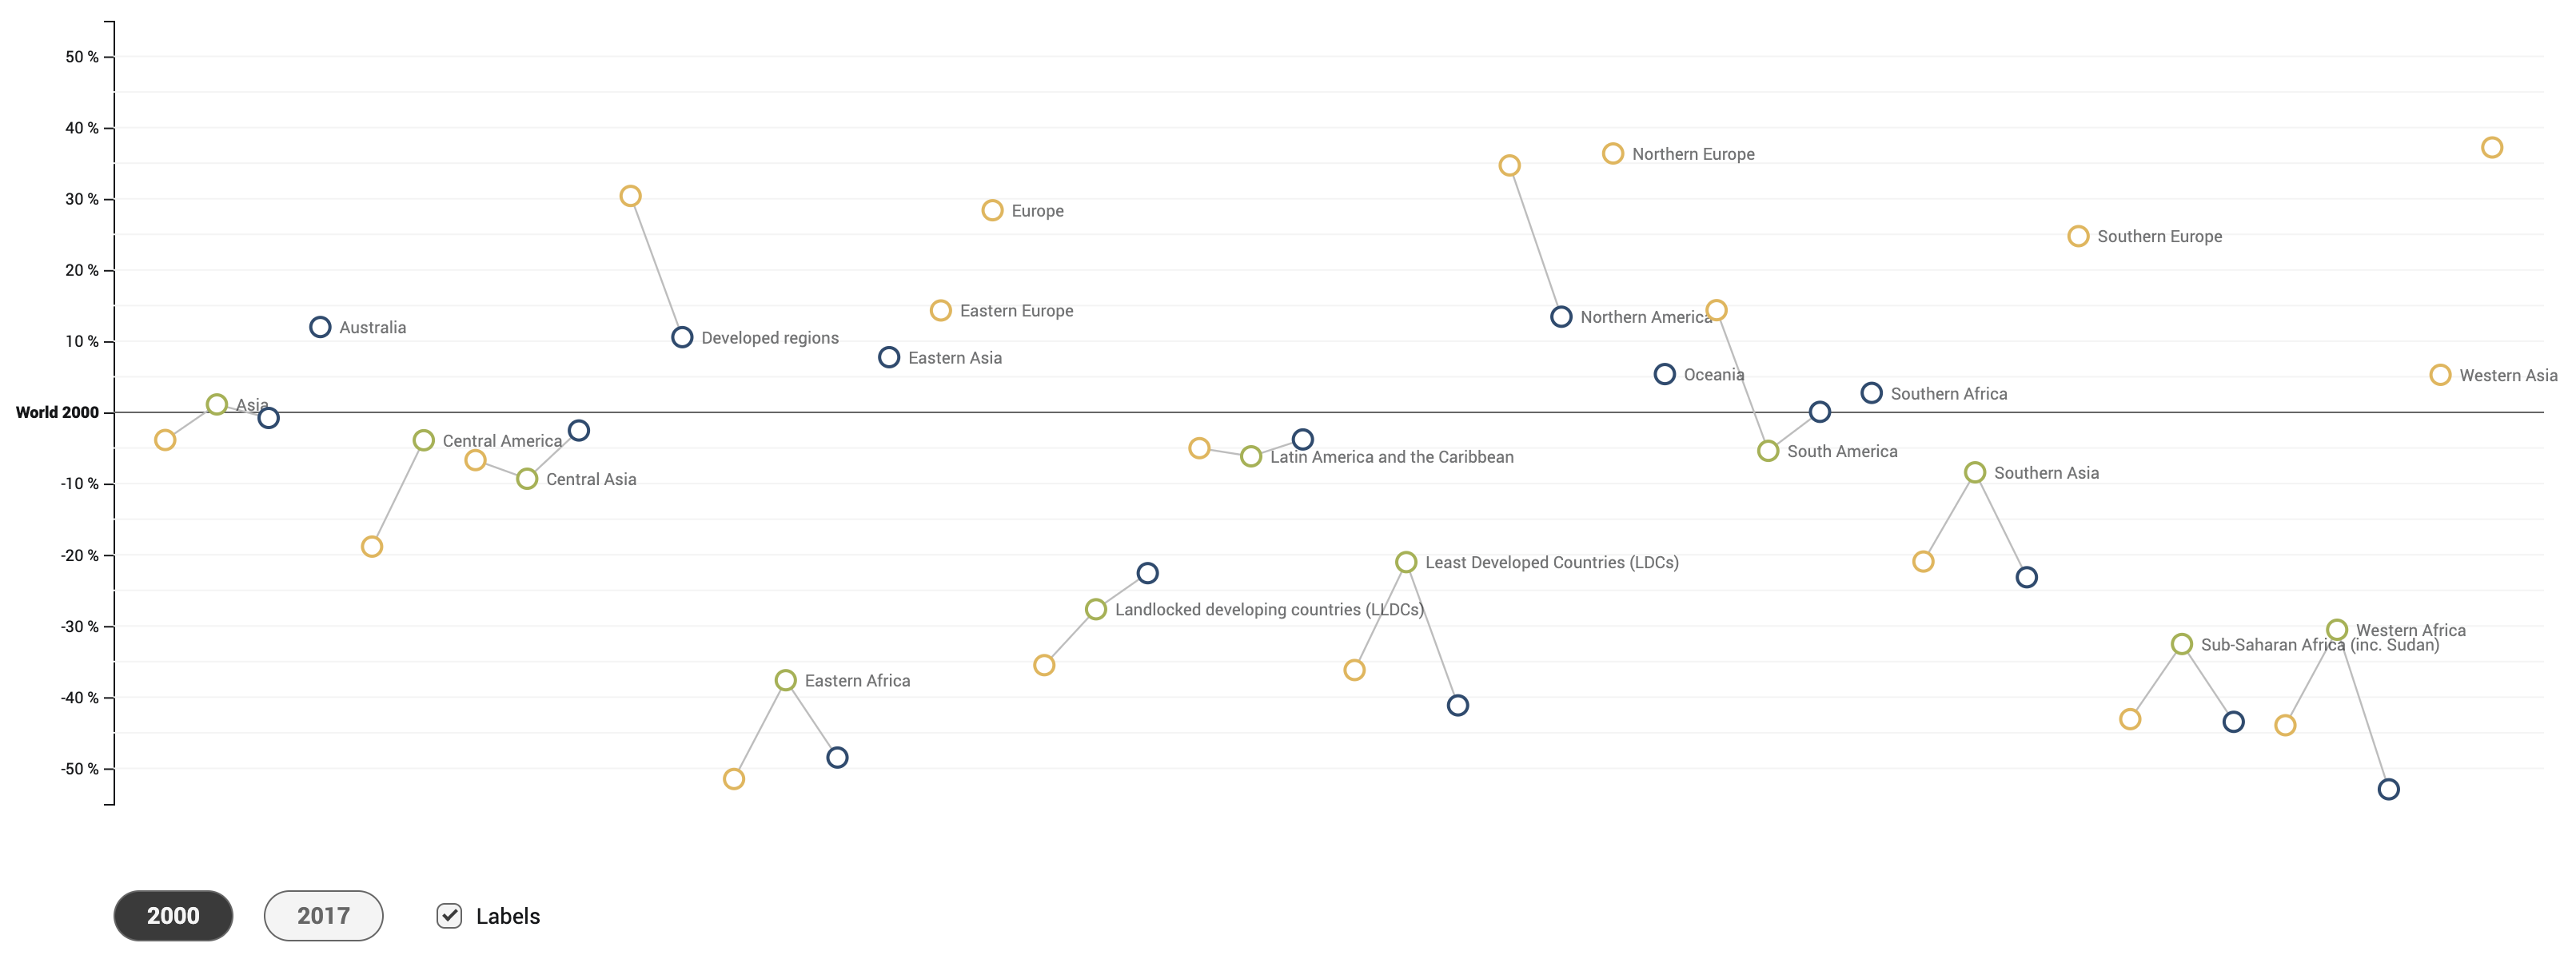 50 %
40 %
Northern Europe
30 %
Europe
Southern Europe
20 %
Eastern Europe
Northern America
Australia
10 %
Developed regions
Eastern Asia
Oceania
Western Asia
Southern Africa
Asia
World 2000
Central America
South America
Latin America and the Caribbean
Southern Asia
Central Asia
-10 %
-20 %
Least Developed Countries (LDCs)
Landlocked developing countries (LLDCs)
-30 %
Western Africa
Sub-Saharan Africa (inc. Sudan)
Eastern Africa
-40 %
-50 %
2000
2017
Labels